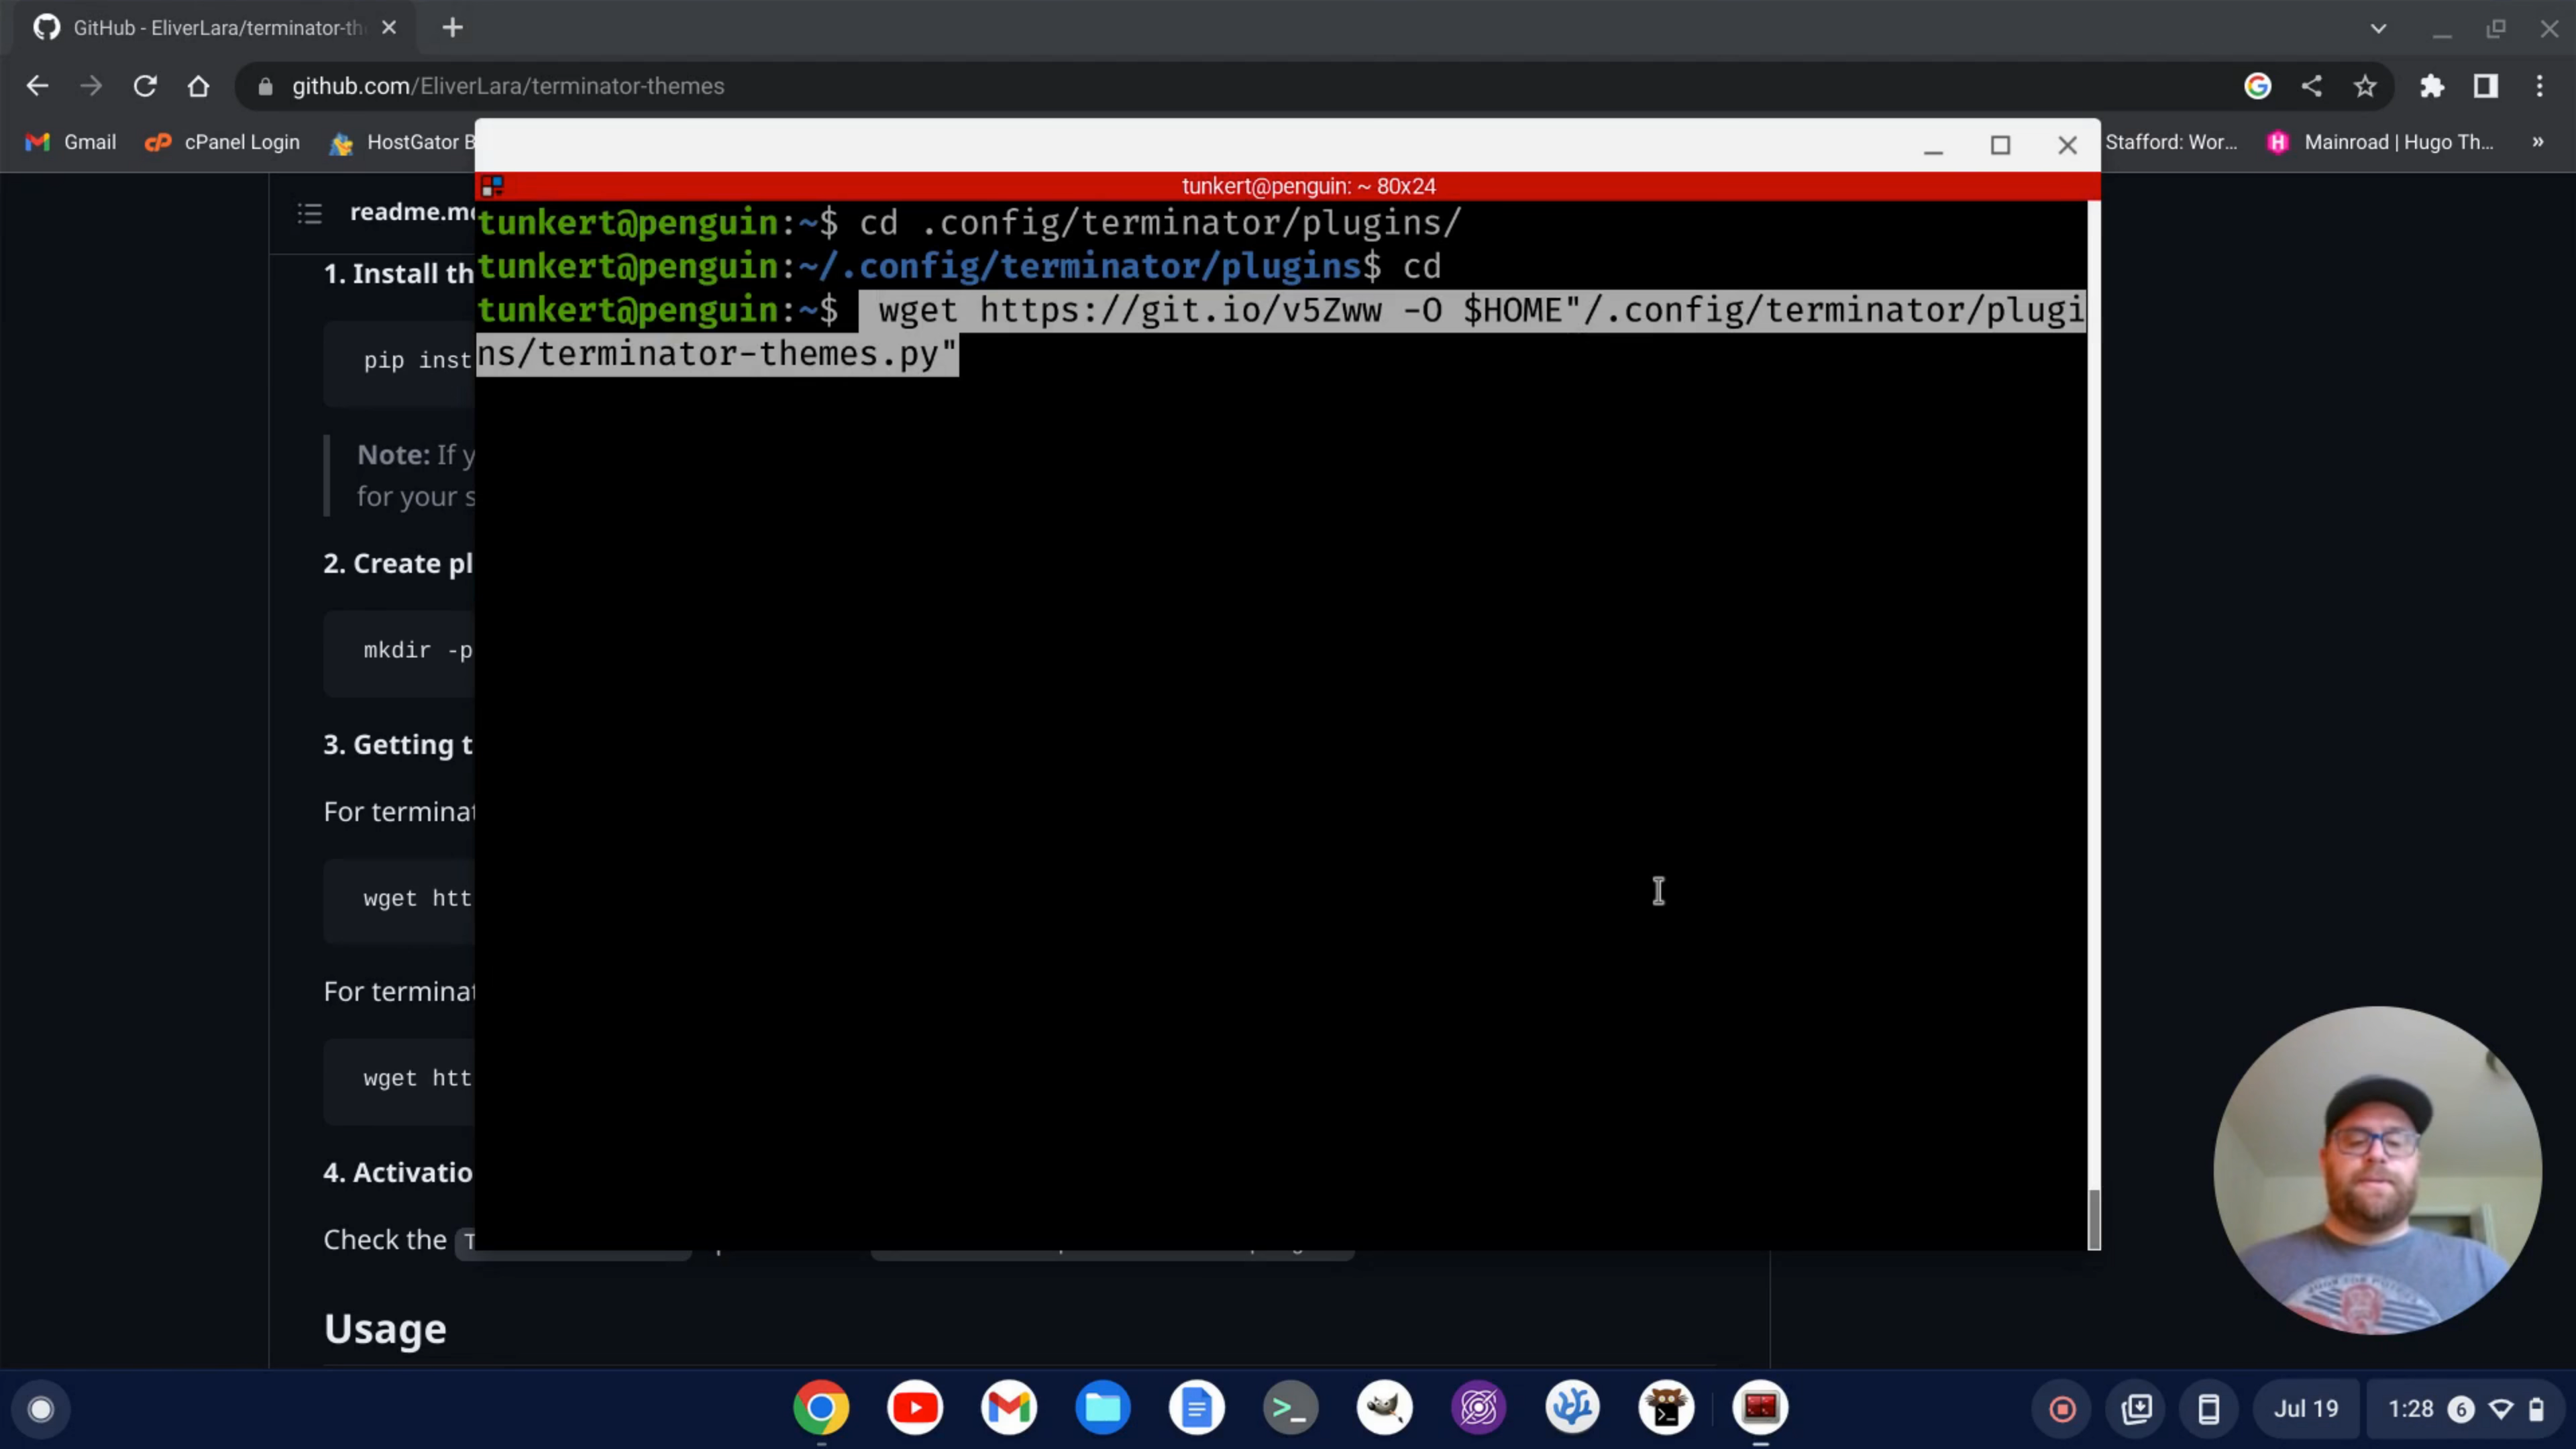 GitHub - EliverLara/terminator-th
github.com/EliverLara/terminator-themes
Gmail
cPanel Login
HostGator B
Stafford: Wor...
Mainroad | Hugo Th...
»
tunkert@penguin: ~ 80x24
tunkert@penguin:~$ cd .config/terminator/plugins/
tunkert@penguin:~/.config/terminator/plugins$ cd
tunkert@penguin:~$  wget https://git.io/v5Zww -O $HOME"/.config/terminator/plugi
ns/terminator-themes.py"
readme.m
1. Install th
pip inst
Note: If y
for your s
2. Create pl
mkdir -p
3. Getting t
For terminat
wget htt
For terminat
wget htt
4. Activatio
Check the T
Usage
Jul 19
1:28
6